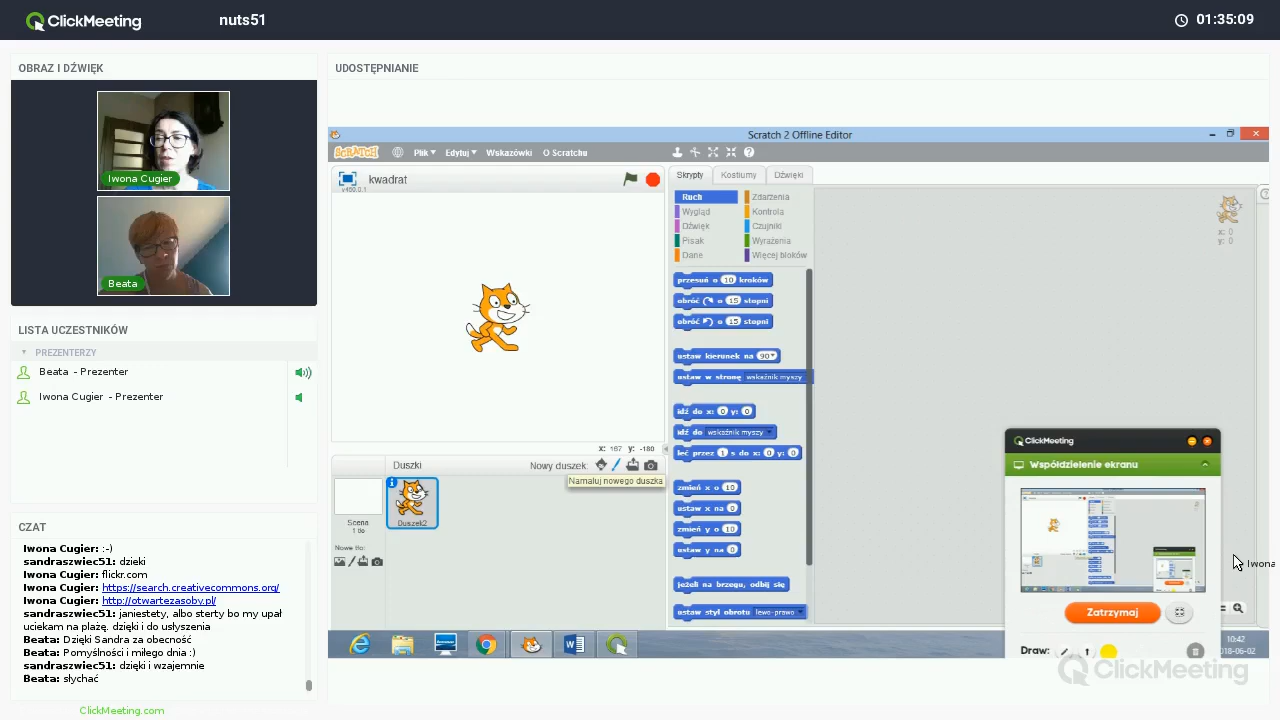 ClickMeeting
nuts51
01:35:09
OBRAZ I DŹWIĘK
Iwona Cugier
Beata
LISTA UCZESTNIKÓW
PREZENTERZY
Beata - Prezenter
Iwona Cugier - Prezenter
CZAT
Iwona Cugier: :-)
sandraszwiec51: dzieki
Iwona Cugier: flickr.com
Iwona Cugier: https://search.creativecommons.org/
Iwona Cugier: http://otwartezasoby.pl/
sandraszwiec51: janiestety, albo sterty bo my upał
uciekam ma pa pa, dzięki i do usłyszenia
Beata: Dzięki Sandra za obecność
Beata: Pomyślności i miłego dnia :)
sandraszwiec51: dzięki i wzajemnie
Beata: słychać
ClickMeeting.com
UDOSTĘPNIANIE
Scratch 2 Offline Editor
SCRATCH
Plik
Edytuj
Wskazówki
O Scratchu
kwadrat
v460.0.1
x: 167 y: -180
Duszki
Nowy duszek:
Namaluj nowego duszka
Scena
1 tło
Nowe tło:
Duszek2
Skrypty
Kostiumy
Dźwięki
Ruch
Zdarzenia
Wygląd
Kontrola
Dźwięk
Czujniki
Pisak
Wyrażenia
Dane
Więcej bloków
przesuń o 10 kroków
obróć o 15 stopni
obróć o 15 stopni
ustaw kierunek na 90
ustaw w stronę wskaźnik myszy
idź do x: 0 y: 0
idź do wskaźnik myszy
leć przez 1 s do x: 0 y: 0
zmień x o 10
ustaw x na 0
zmień y o 10
ustaw y na 0
jeżeli na brzegu, odbij się
ustaw styl obrotu lewo-prawo
x: 0
y: 0
ClickMeeting
Współdzielenie ekranu
Zatrzymaj
Draw:
Iwona
10:42
2018-06-02
ClickMeeting